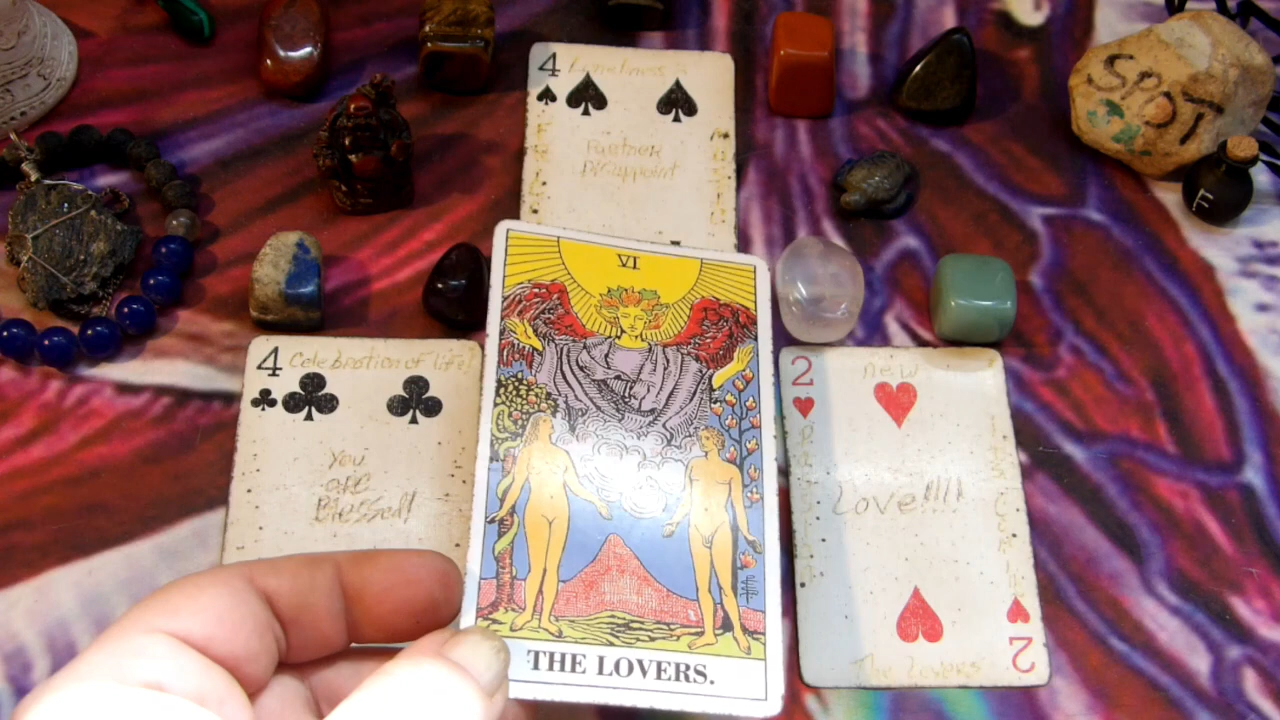 4 Loneliness
Partner
Disappoint
SPOT
F
VI
4 Celebration of life!
You
are
Blessed!
2 new
Love!!!!
The Lovers
2
THE LOVERS.